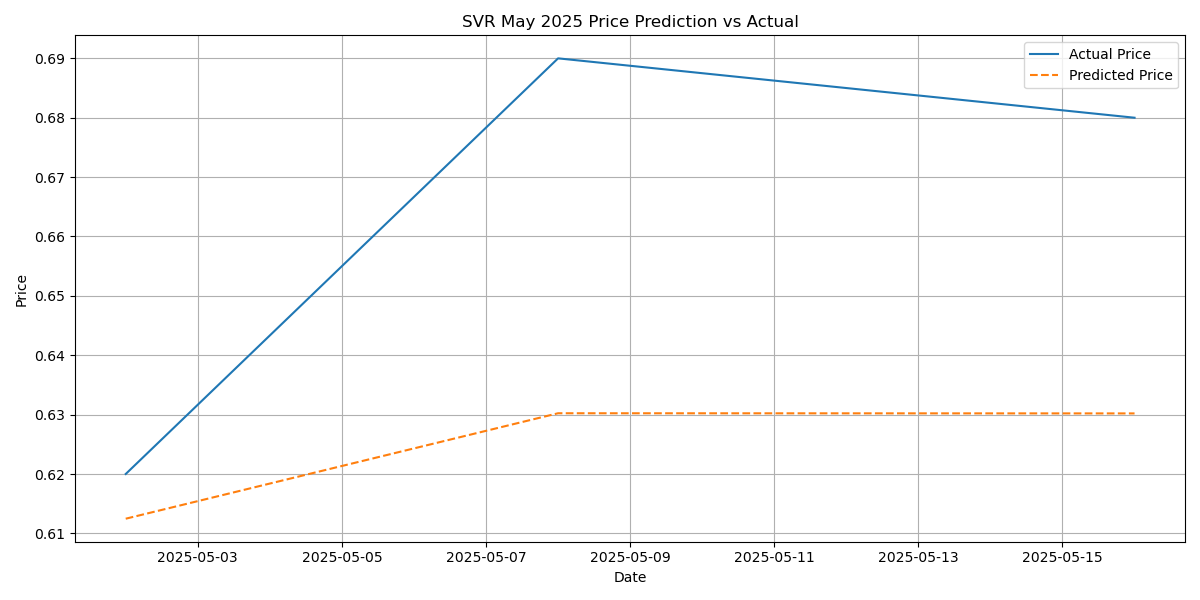 SVR May 2025 Price Prediction vs Actual
Actual Price
Predicted Price
Price
0.69
0.68
0.67
0.66
0.65
0.64
0.63
0.62
0.61
2025-05-03 2025-05-05 2025-05-07 2025-05-09 2025-05-11 2025-05-13 2025-05-15
Date